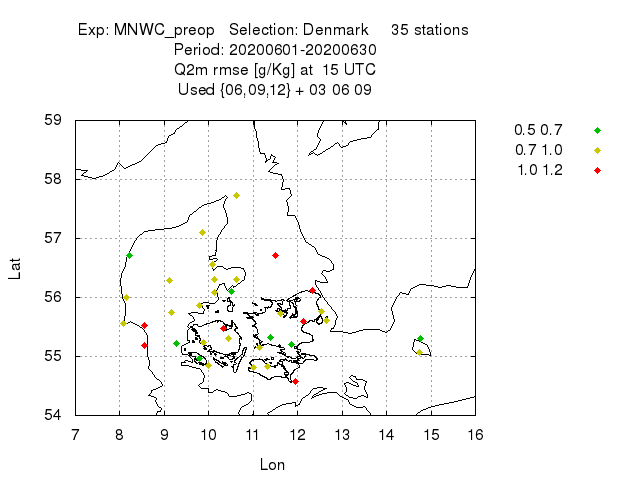 Exp: MNWC_preop   Selection: Denmark     35 stations
Period: 20200601-20200630
Q2m rmse [g/Kg] at  15 UTC
Used {06,09,12} + 03 06 09
0.5 0.7
0.7 1.0
1.0 1.2
59
58
57
56
55
54
Lat
7 8 9 10 11 12 13 14 15 16
Lon